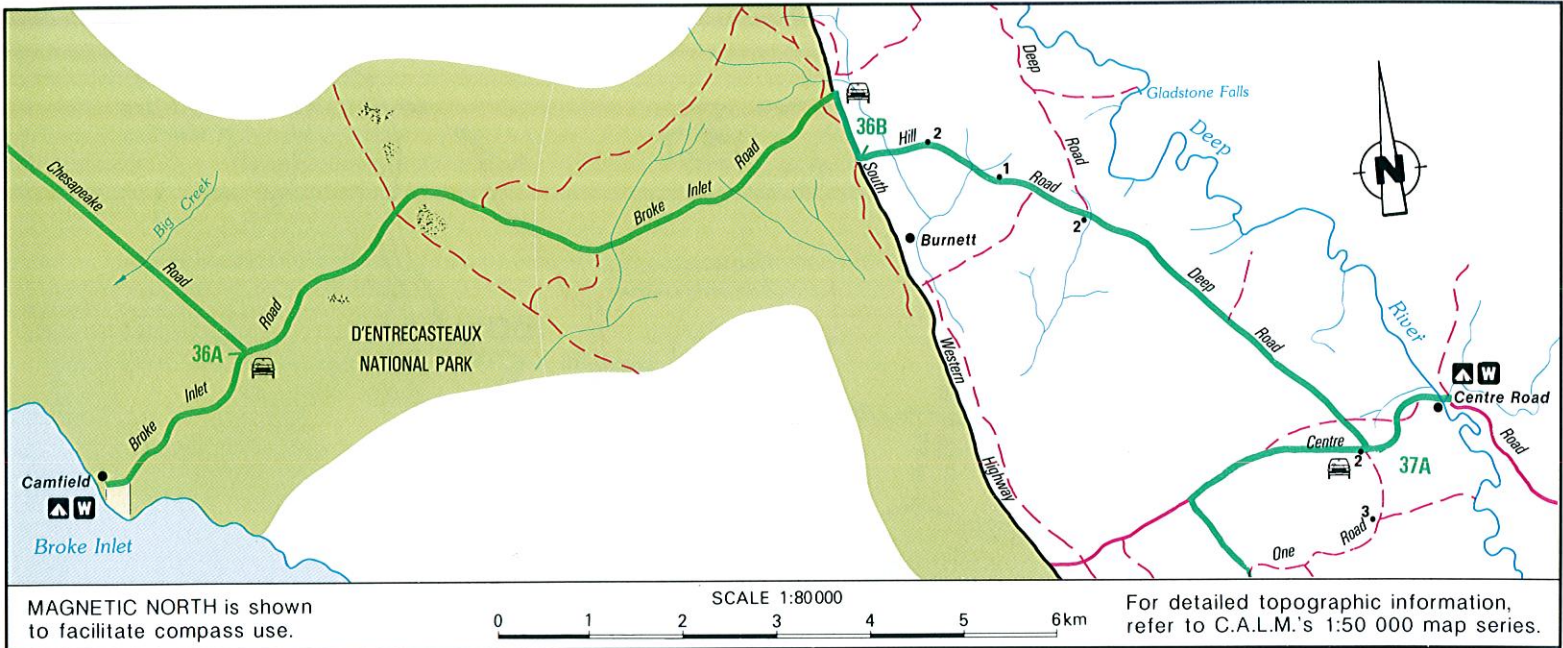 Chesapeake
Road
Big Creek
36A
Road
Inlet
Broke
Camfield
W
Broke Inlet
D'ENTRECASTEAUX
NATIONAL PARK
Broke
Inlet
Road
36B
Hill
2
1
Road
2
Deep
Road
Gladstone Falls
Deep
River
N
South
Western
Highway
Burnett
Deep
Road
W
Centre Road
Road
Centre
2
37A
3
One
Road
MAGNETIC NORTH is shown
to facilitate compass use.
SCALE 1:80000
0 1 2 3 4 5 6km
For detailed topographic information,
refer to C.A.L.M.'s 1:50 000 map series.